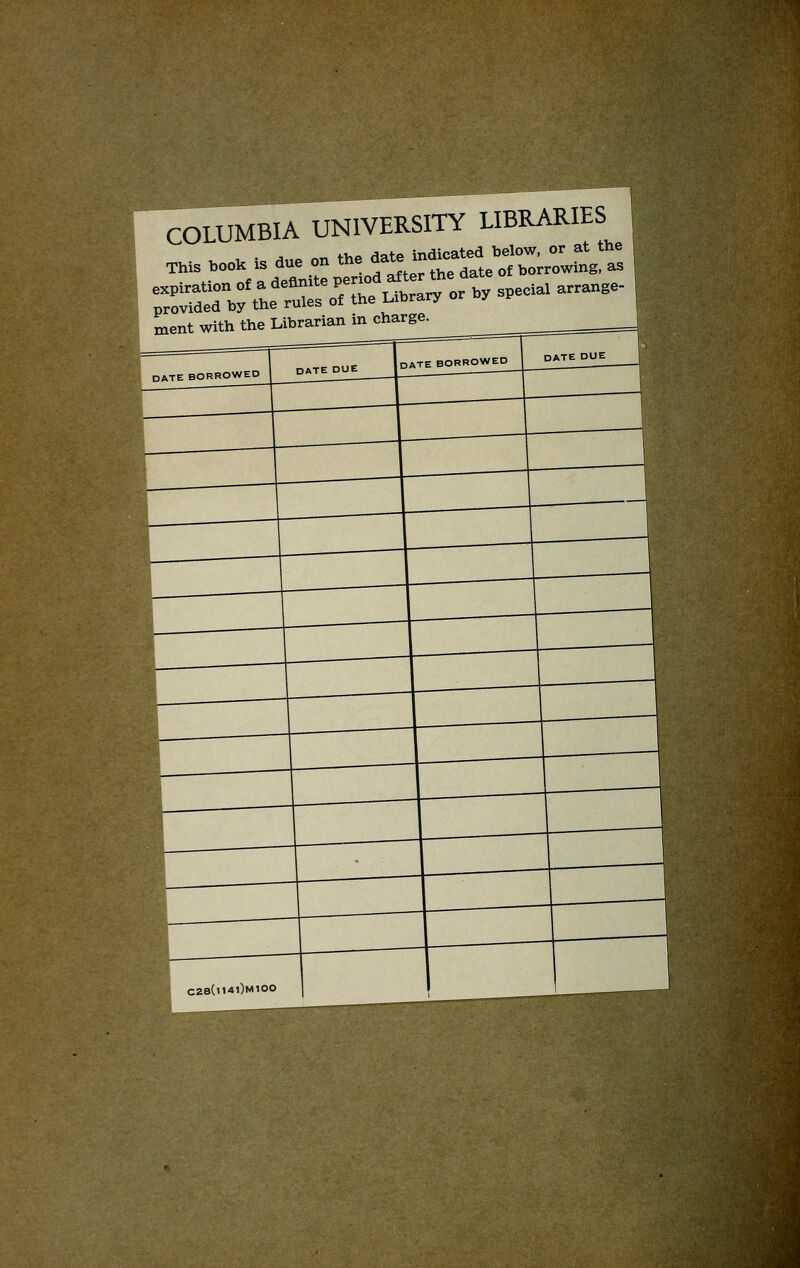 COLUMBIA UNIVERSITY LIBRARIES
This book is due on the date indicated below, or at the
expiration of a definite period after the date of borrowing, as
provided by the rules of the Library or by special arrange-
ment with the Librarian in charge.
DATE BORROWED DATE DUE DATE BORROWED DATE DUE
C28(1141)M100